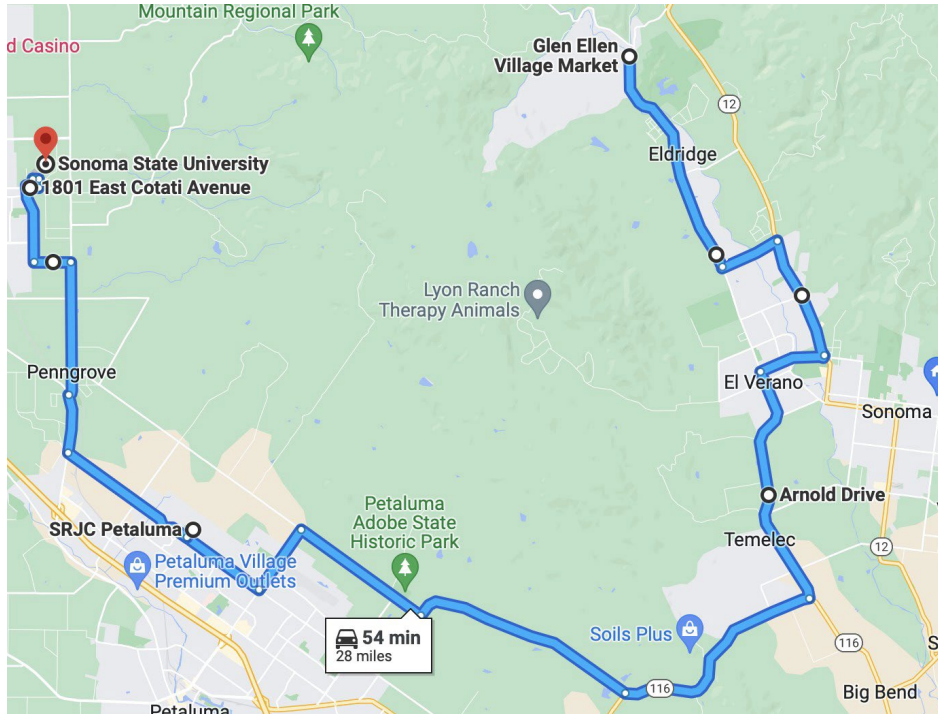 Mountain Regional Park
d Casino
Glen Ellen
Village Market
12
Eldridge
Sonoma State University
1801 East Cotati Avenue
Lyon Ranch
Therapy Animals
Penngrove
El Verano
Sonoma
Arnold Drive
Petaluma
Adobe State
Historic Park
SRJC Petaluma
Temelec
12
Petaluma Village
Premium Outlets
54 min
28 miles
Soils Plus
116
S
116
Big Bend
Petaluma